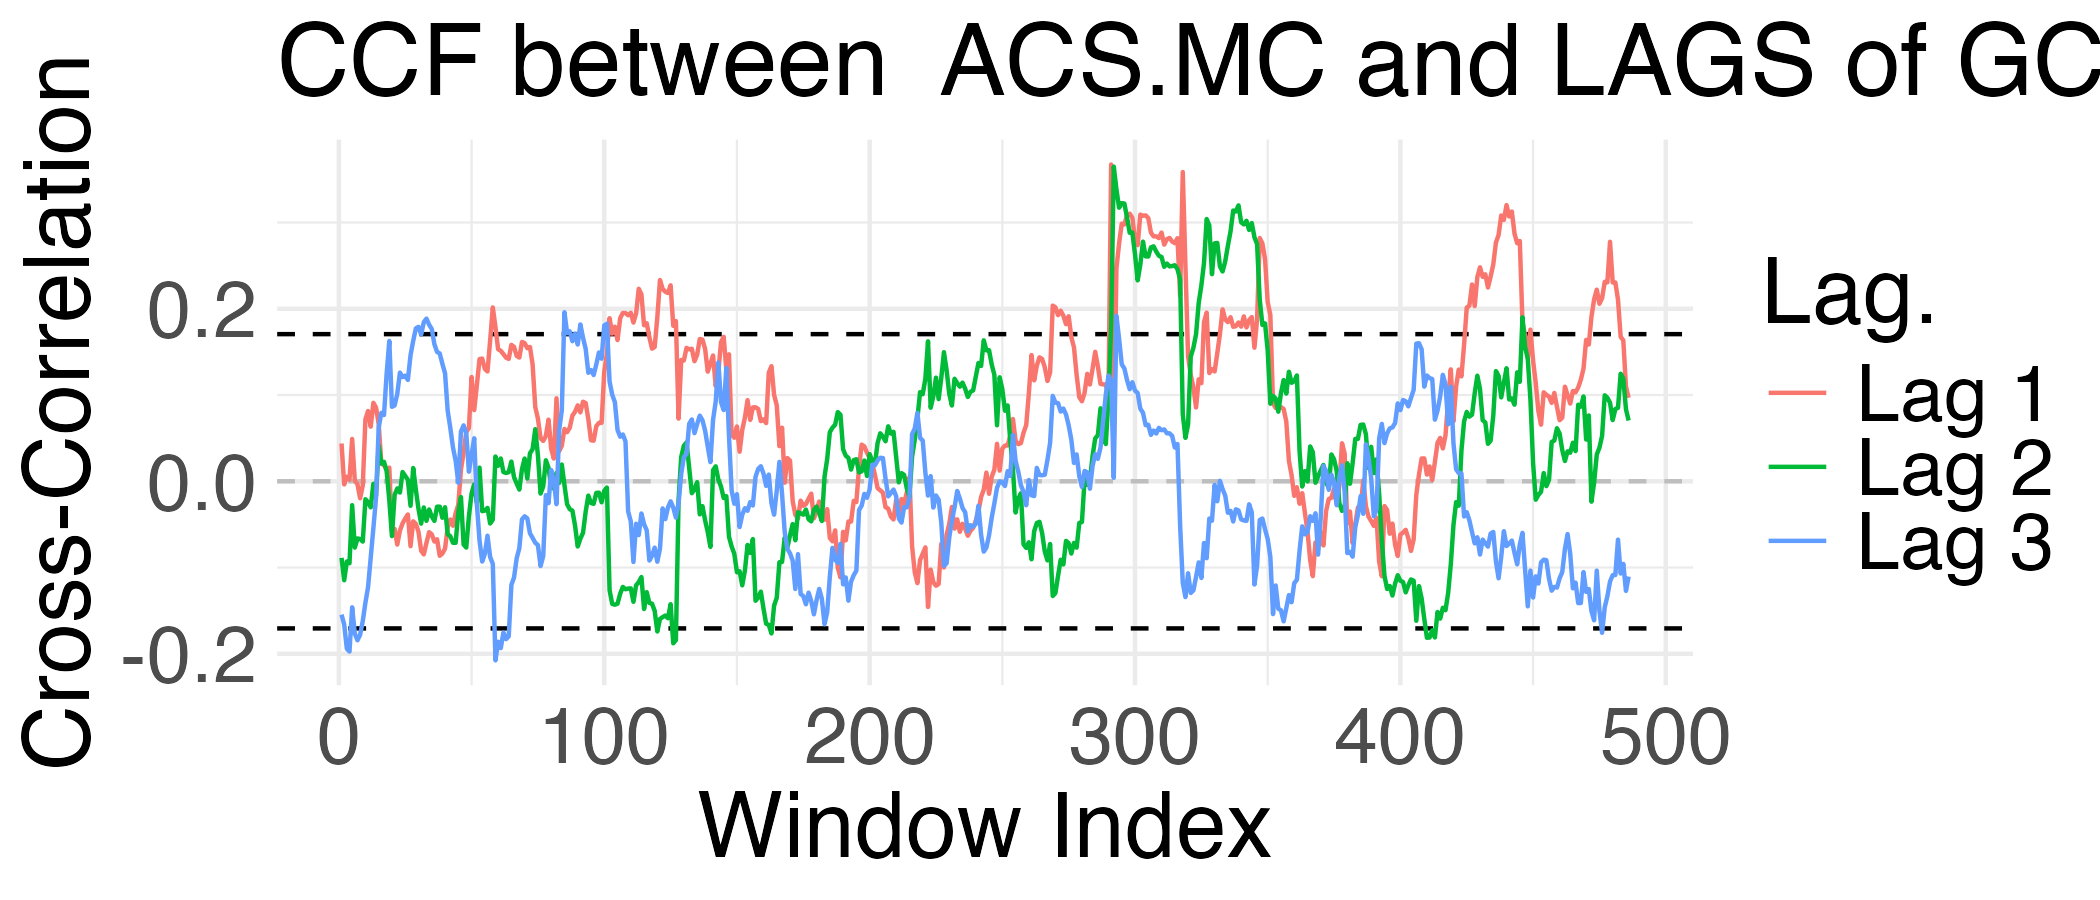 CCF between  ACS.MC and LAGS of GC
Cross-Correlation
0.2
0.0
-0.2
0 100 200 300 400 500
Window Index
Lag.
Lag 1
Lag 2
Lag 3